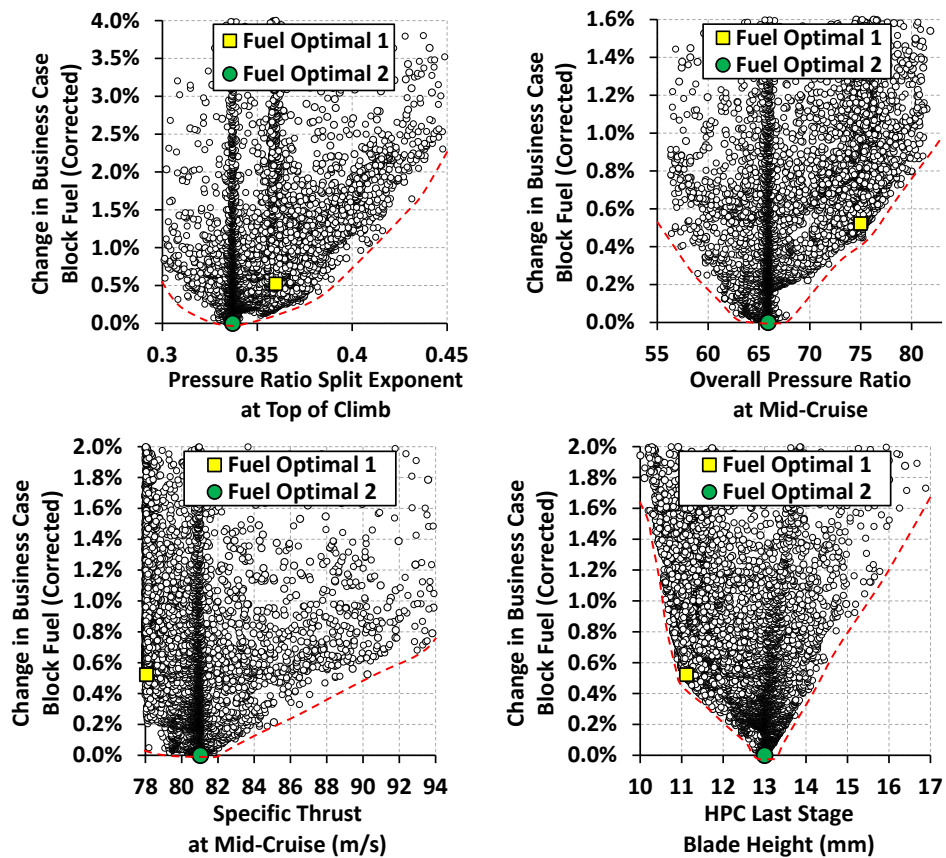 Change in Business Case
Block Fuel (Corrected)
4.0%
3.5%
3.0%
2.5%
2.0%
1.5%
1.0%
0.5%
0.0%
Fuel Optimal 1
Fuel Optimal 2
0.3
0.35
0.4
0.45
Pressure Ratio Split Exponent
at Top of Climb
Change in Business Case
Block Fuel (Corrected)
1.6%
1.4%
1.2%
1.0%
0.8%
0.6%
0.4%
0.2%
0.0%
Fuel Optimal 1
Fuel Optimal 2
55
60
65
70
75
80
Overall Pressure Ratio
at Mid-Cruise
Change in Business Case
Block Fuel (Corrected)
2.0%
1.8%
1.6%
1.4%
1.2%
1.0%
0.8%
0.6%
0.4%
0.2%
0.0%
Fuel Optimal 1
Fuel Optimal 2
78
80
82
84
86
88
90
92
94
Specific Thrust
at Mid-Cruise (m/s)
Change in Business Case
Block Fuel (Corrected)
2.0%
1.8%
1.6%
1.4%
1.2%
1.0%
0.8%
0.6%
0.4%
0.2%
0.0%
Fuel Optimal 1
Fuel Optimal 2
10
11
12
13
14
15
16
17
HPC Last Stage
Blade Height (mm)